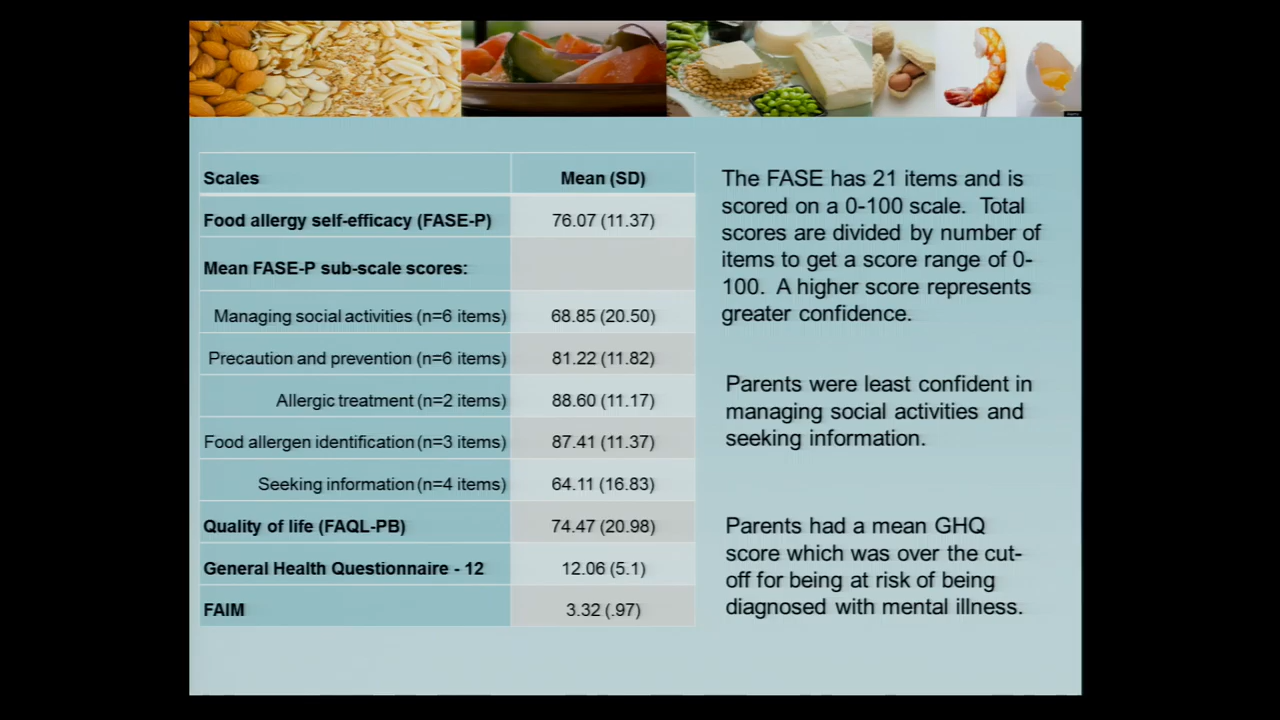 Scales Mean (SD)
Food allergy self-efficacy (FASE-P) 76.07 (11.37)
Mean FASE-P sub-scale scores:
Managing social activities (n=6 items) 68.85 (20.50)
Precaution and prevention (n=6 items) 81.22 (11.82)
Allergic treatment (n=2 items) 88.60 (11.17)
Food allergen identification (n=3 items) 87.41 (11.37)
Seeking information (n=4 items) 64.11 (16.83)
Quality of life (FAQL-PB) 74.47 (20.98)
General Health Questionnaire - 12 12.06 (5.1)
FAIM 3.32 (.97)
The FASE has 21 items and is
scored on a 0-100 scale. Total
scores are divided by number of
items to get a score range of 0-
100. A higher score represents
greater confidence.
Parents were least confident in
managing social activities and
seeking information.
Parents had a mean GHQ
score which was over the cut-
off for being at risk of being
diagnosed with mental illness.